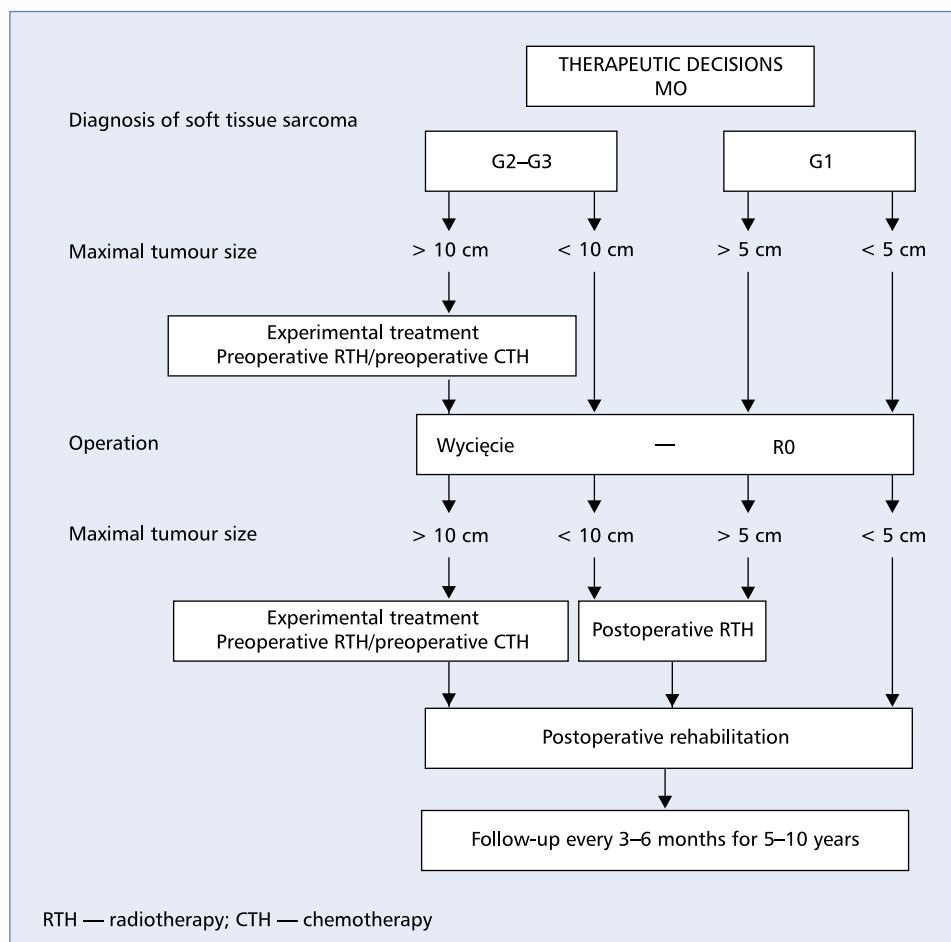 THERAPEUTIC DECISIONS
MO
Diagnosis of soft tissue sarcoma
G2–G3
G1
Maximal tumour size
> 10 cm
< 10 cm
> 5 cm
< 5 cm
Experimental treatment
Preoperative RTH/preoperative CTH
Operation
Wycięcie — R0
Maximal tumour size
> 10 cm
< 10 cm
> 5 cm
< 5 cm
Experimental treatment
Preoperative RTH/preoperative CTH
Postoperative RTH
Postoperative rehabilitation
Follow-up every 3–6 months for 5–10 years
RTH — radiotherapy; CTH — chemotherapy